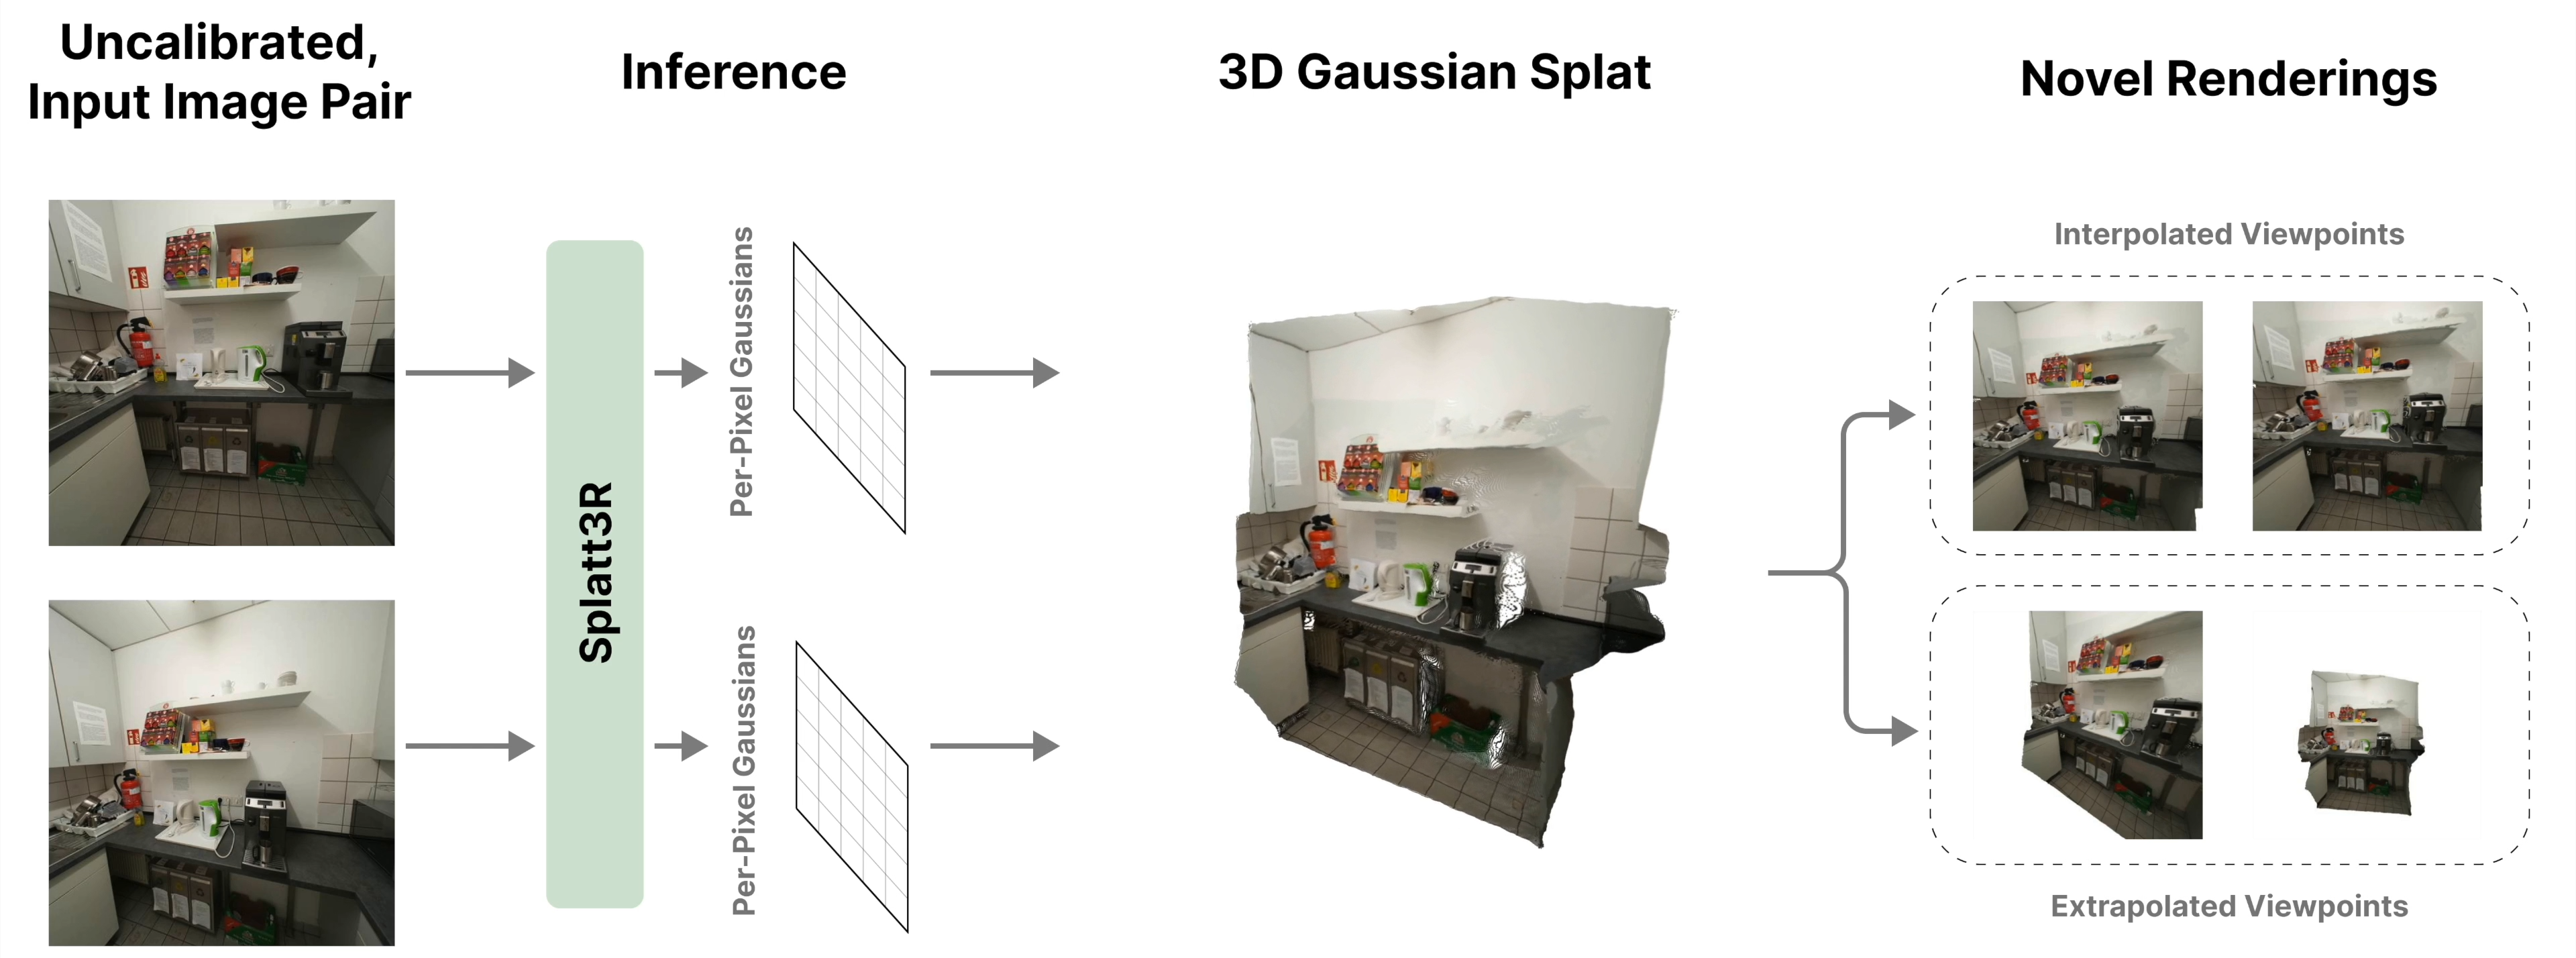 Uncalibrated,
Input Image Pair
Inference
3D Gaussian Splat
Novel Renderings
Splatt3R
Per-Pixel Gaussians
Per-Pixel Gaussians
Interpolated Viewpoints
Extrapolated Viewpoints